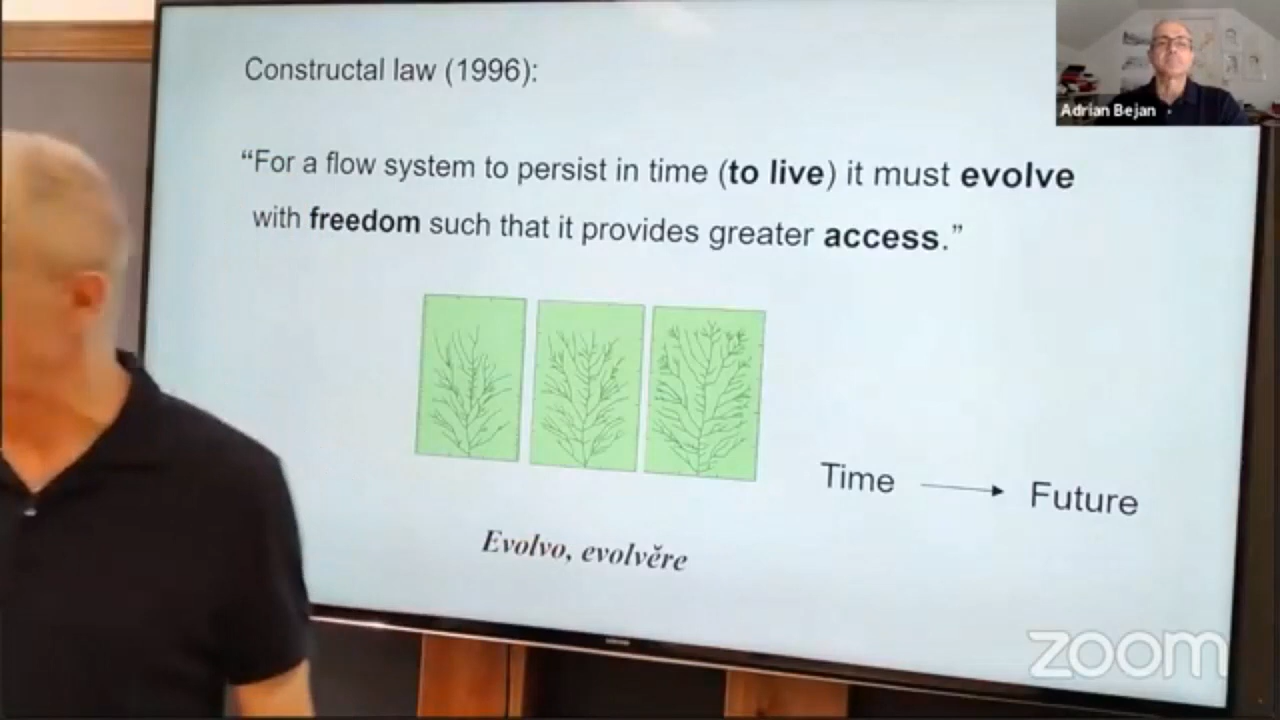 Constructal law (1996):
Adrian Bejan
“For a flow system to persist in time (to live) it must evolve
with freedom such that it provides greater access.”
Time → Future
Evolvo, evolvĕre
zoom